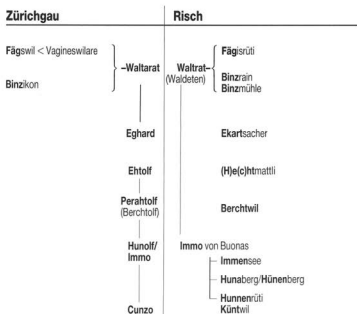 Zürichgau Risch
Fägswil < Vagineswilare
Binzikon
–Waltarat
Waltrat–
(Waldeten)
Fägisrüti
Binzrain
Binzmühle
Eghard Ekartsacher
Ehtolf (H)e(c)htmattli
Perahtolf
(Berchtolf)
Berchtwil
Hunolf/
Immo
Immo von Buonas
Immensee
Hunaberg/Hünenberg
Hunnenrüti
Cunzo Küntwil